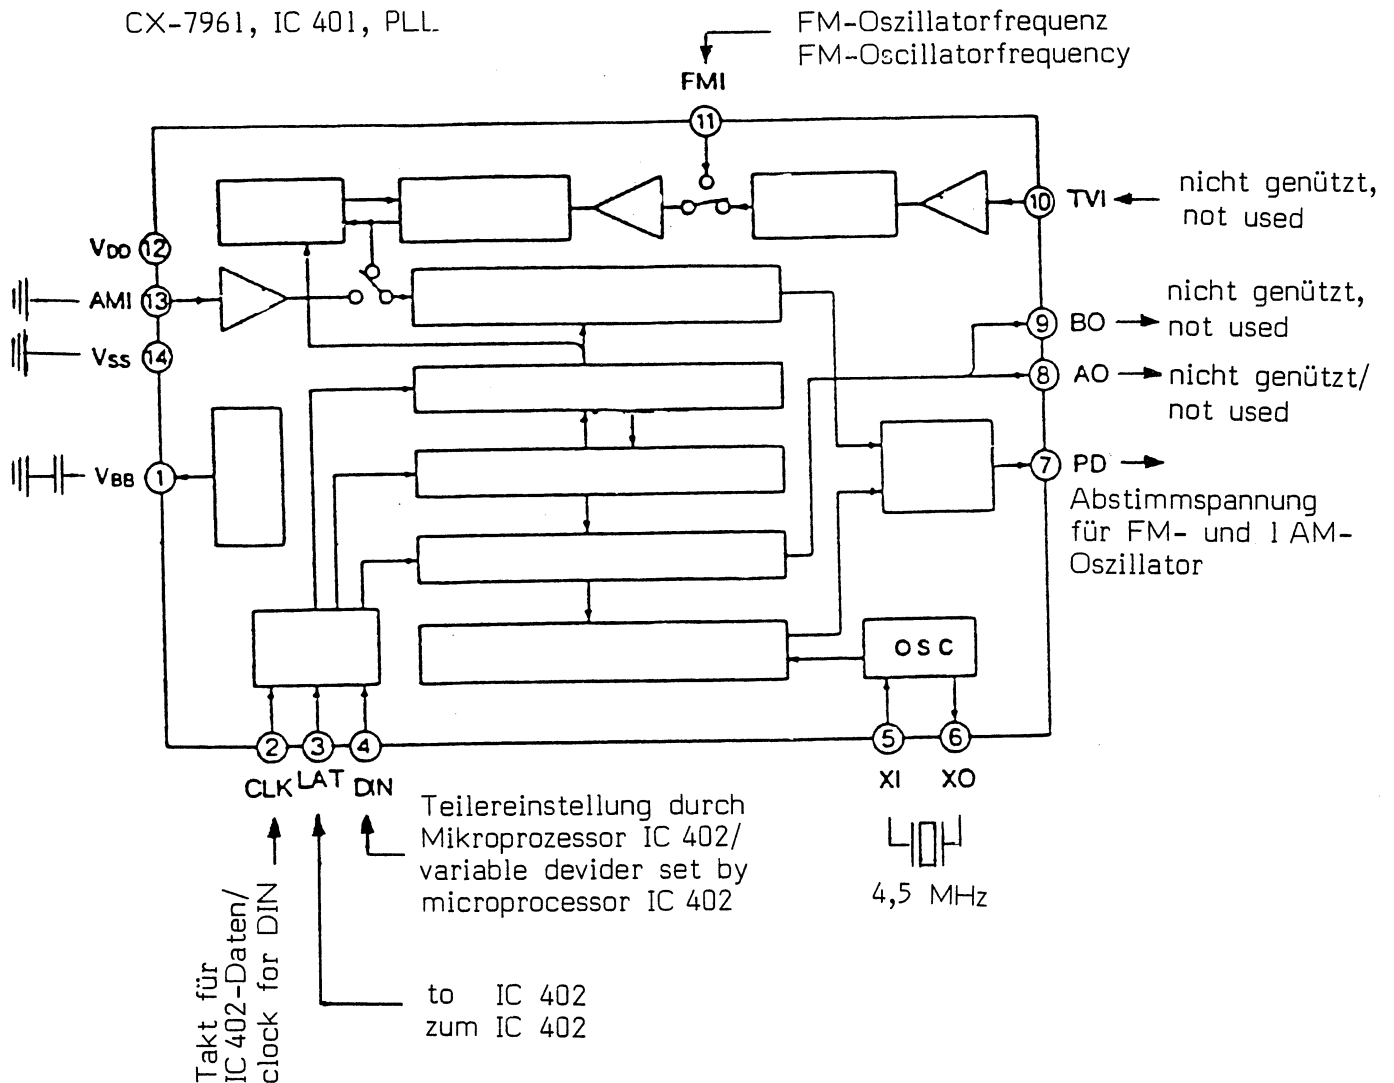 CX-7961, IC 401, PLL
FM-Oszillatorfrequenz
FM-Oscillatorfrequency
FMI
11
10 TVI
nicht genützt,
not used
VDD 12
AMI 13
VSS 14
VBB 1
9 BO
nicht genützt,
not used
8 AO
nicht genützt/
not used
7 PD
Abstimmspannung
für FM- und 1 AM-
Oszillator
OSC
2 3 4 5 6
CLK LAT DIN XI XO
Teilereinstellung durch
Mikroprozessor IC 402/
variable devider set by
microprocessor IC 402
4,5 MHz
Takt für
IC 402-Daten/
clock for DIN
to IC 402
zum IC 402